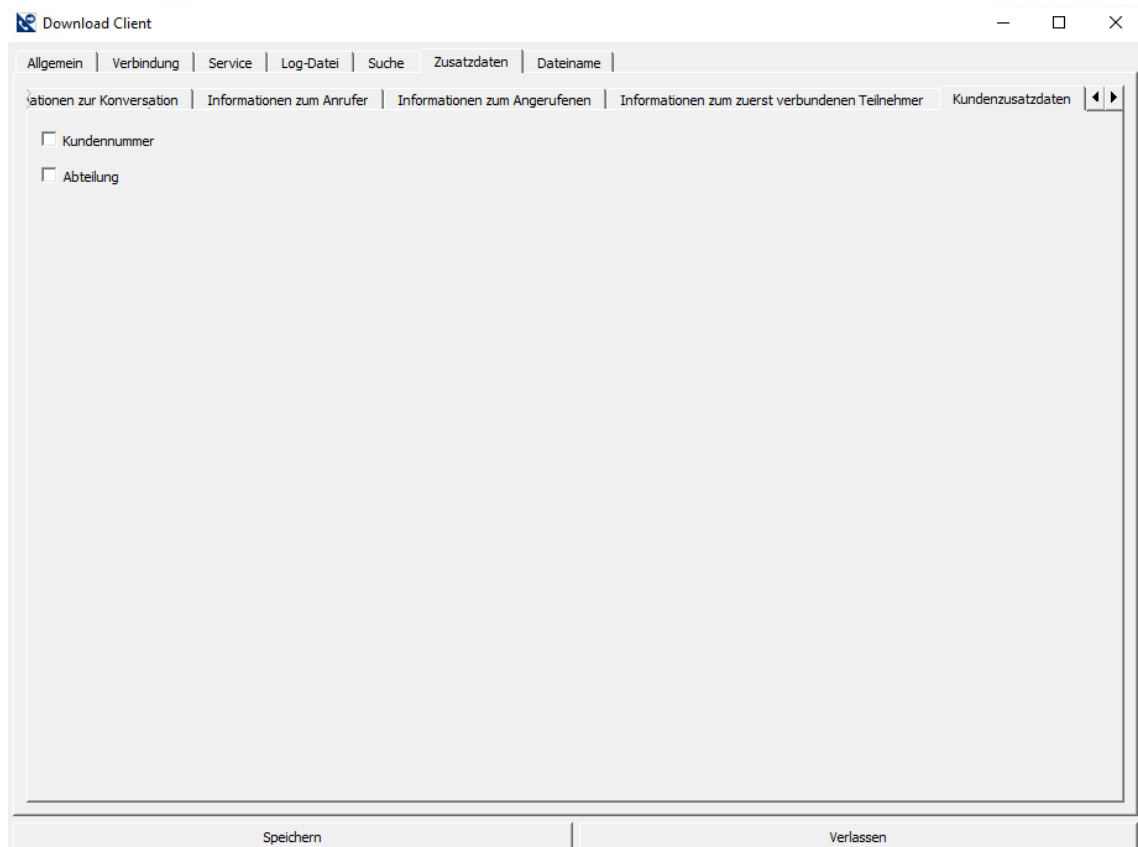 Download Client
Allgemein Verbindung Service Log-Datei Suche Zusatzdaten Dateiname
ationen zur Konversation Informationen zum Anrufer Informationen zum Angerufenen Informationen zum zuerst verbundenen Teilnehmer Kundenzusatzdaten
Kundennummer
Abteilung
Speichern Verlassen